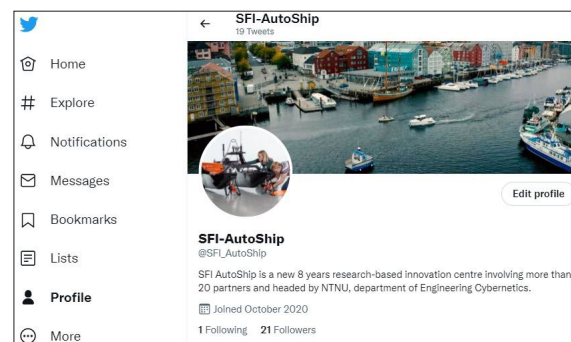 SFI-AutoShip
19 Tweets
Home
Explore
Notifications
Messages
Bookmarks
Lists
Profile
More
Edit profile
SFI-AutoShip
@SFI_AutoShip
SFI AutoShip is a new 8 years research-based innovation centre involving more than
20 partners and headed by NTNU, department of Engineering Cybernetics.
Joined October 2020
1 Following 21 Followers